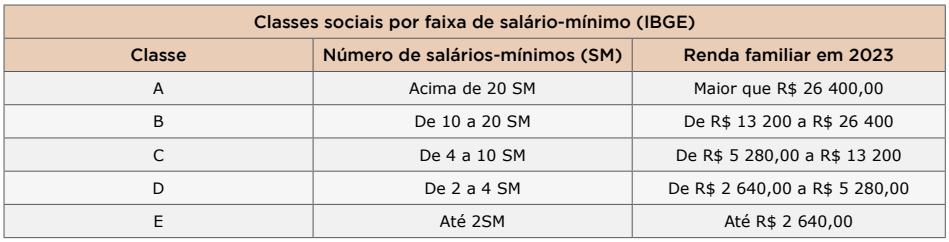 Classes sociais por faixa de salário-mínimo (IBGE)
Classe Número de salários-mínimos (SM) Renda familiar em 2023
A Acima de 20 SM Maior que R$ 26 400,00
B De 10 a 20 SM De R$ 13 200 a R$ 26 400
C De 4 a 10 SM De R$ 5 280,00 a R$ 13 200
D De 2 a 4 SM De R$ 2 640,00 a R$ 5 280,00
E Até 2SM Até R$ 2 640,00